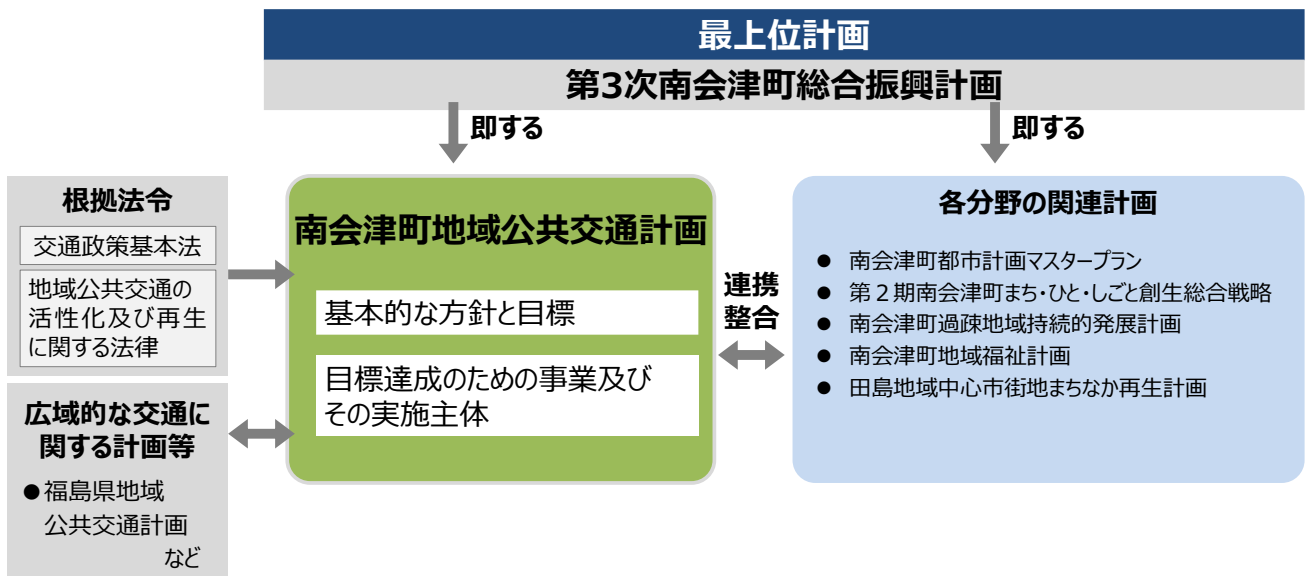 最上位計画
第3次南会津町総合振興計画
即する
即する
根拠法令
交通政策基本法
地域公共交通の
活性化及び再生
に関する法律
広域的な交通に
関する計画等
●福島県地域
公共交通計画
など
南会津町地域公共交通計画
基本的な方針と目標
目標達成のための事業及び
その実施主体
連携
整合
各分野の関連計画
● 南会津町都市計画マスタープラン
● 第２期南会津町まち・ひと・しごと創生総合戦略
● 南会津町過疎地域持続的発展計画
● 南会津町地域福祉計画
● 田島地域中心市街地まちなか再生計画